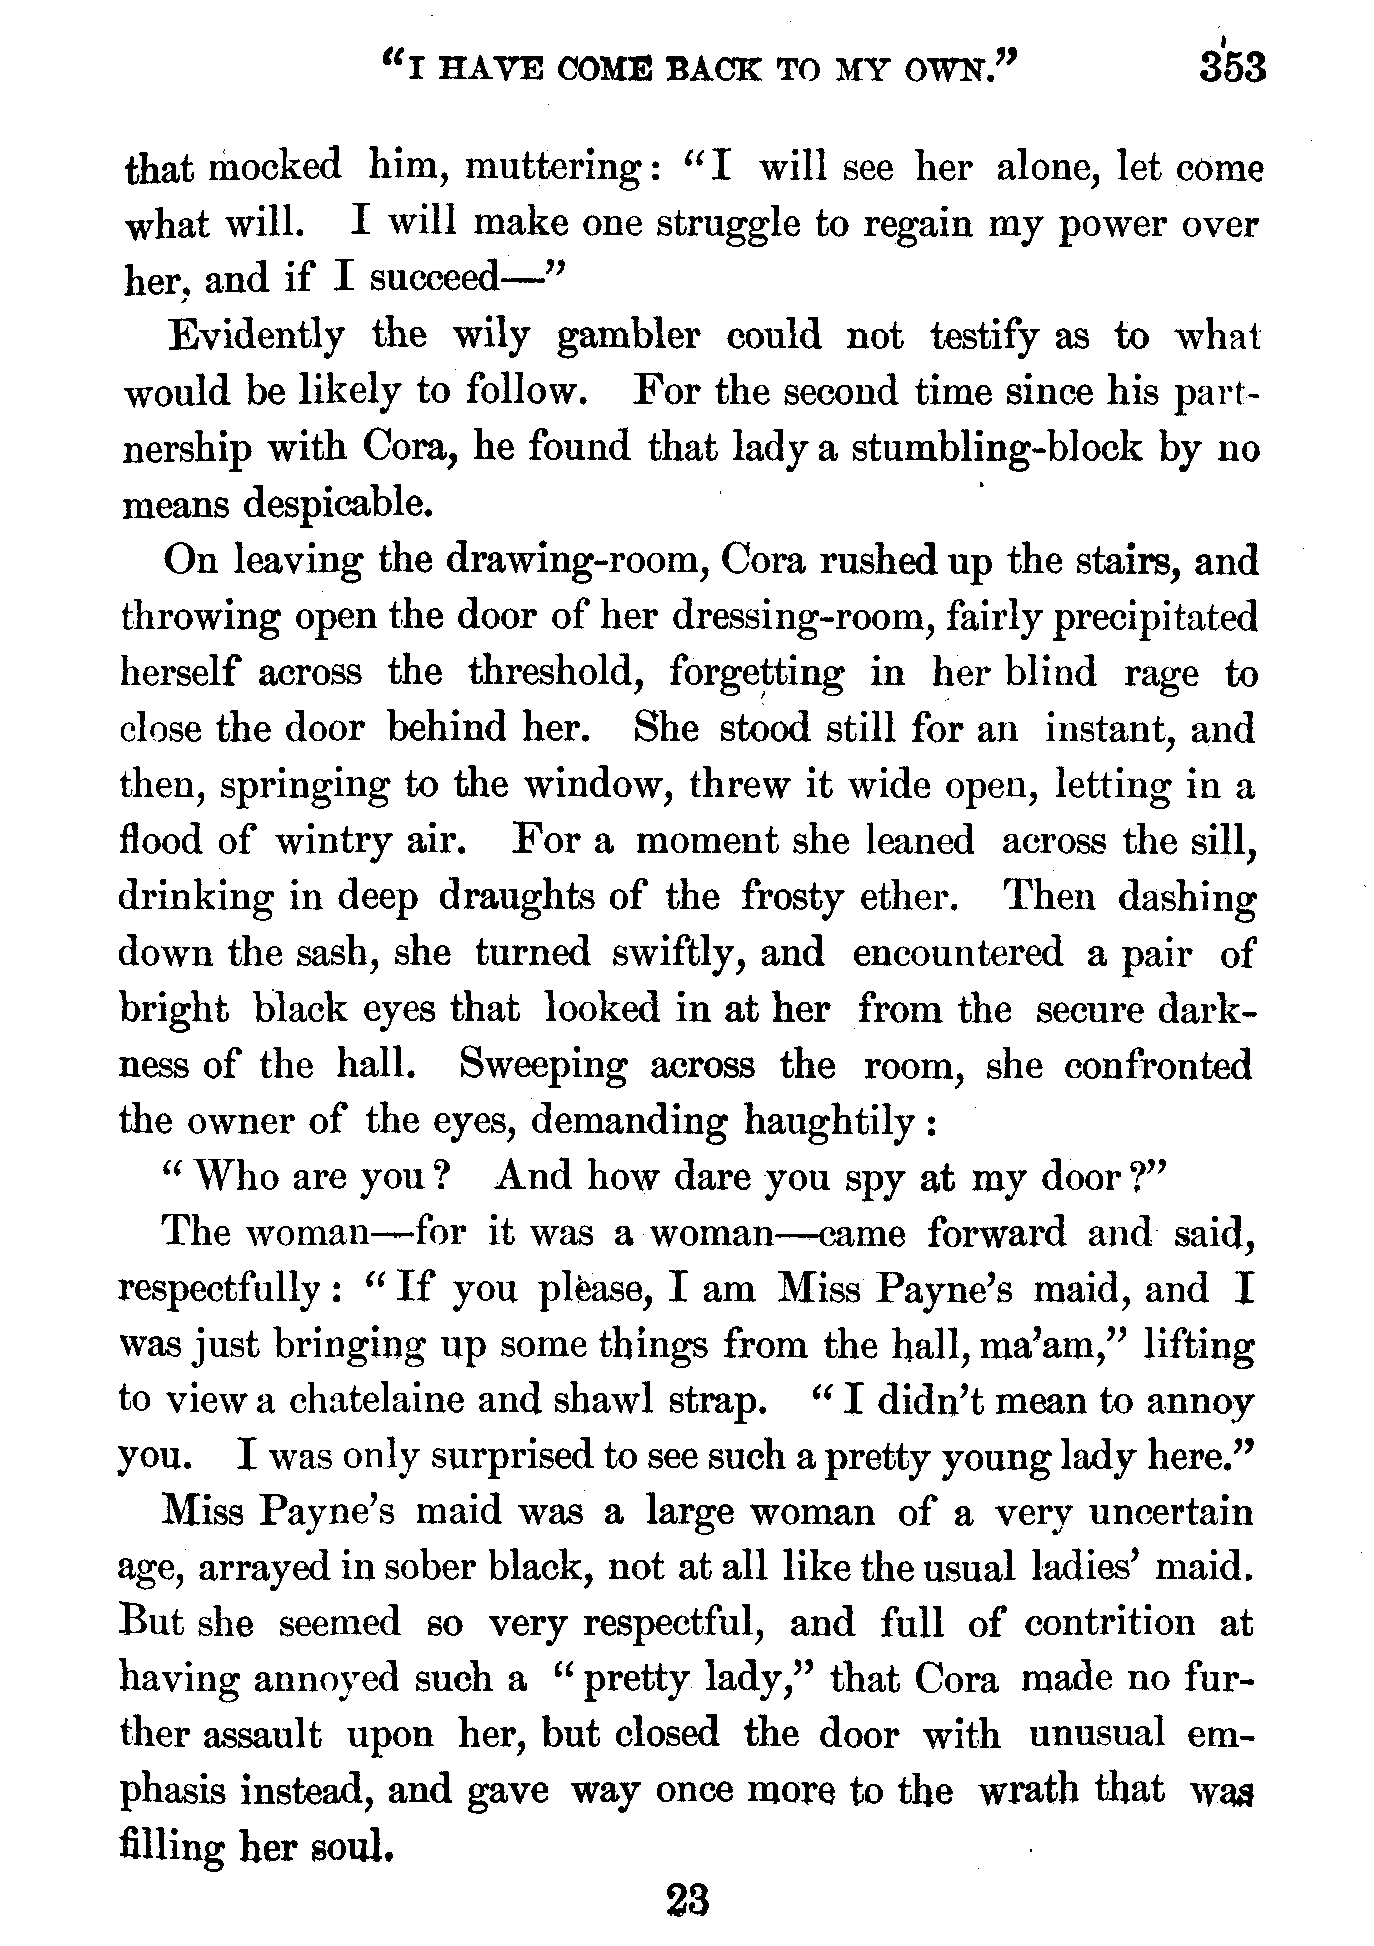 “I HAVE COME BACK TO MY OWN.” 353
that mocked him, muttering: “I will see her alone, let come
what will. I will make one struggle to regain my power over
her, and if I succeed—”
Evidently the wily gambler could not testify as to what
would be likely to follow. For the second time since his part-
nership with Cora, he found that lady a stumbling-block by no
means despicable.
On leaving the drawing-room, Cora rushed up the stairs, and
throwing open the door of her dressing-room, fairly precipitated
herself across the threshold, forgetting in her blind rage to
close the door behind her. She stood still for an instant, and
then, springing to the window, threw it wide open, letting in a
flood of wintry air. For a moment she leaned across the sill,
drinking in deep draughts of the frosty ether. Then dashing
down the sash, she turned swiftly, and encountered a pair of
bright black eyes that looked in at her from the secure dark-
ness of the hall. Sweeping across the room, she confronted
the owner of the eyes, demanding haughtily:
“Who are you? And how dare you spy at my door?”
The woman—for it was a woman—came forward and said,
respectfully: “If you please, I am Miss Payne’s maid, and I
was just bringing up some things from the hall, ma’am,” lifting
to view a chatelaine and shawl strap. “I didn’t mean to annoy
you. I was only surprised to see such a pretty young lady here.”
Miss Payne’s maid was a large woman of a very uncertain
age, arrayed in sober black, not at all like the usual ladies’ maid.
But she seemed so very respectful, and full of contrition at
having annoyed such a “pretty lady,” that Cora made no fur-
ther assault upon her, but closed the door with unusual em-
phasis instead, and gave way once more to the wrath that was
filling her soul.
23